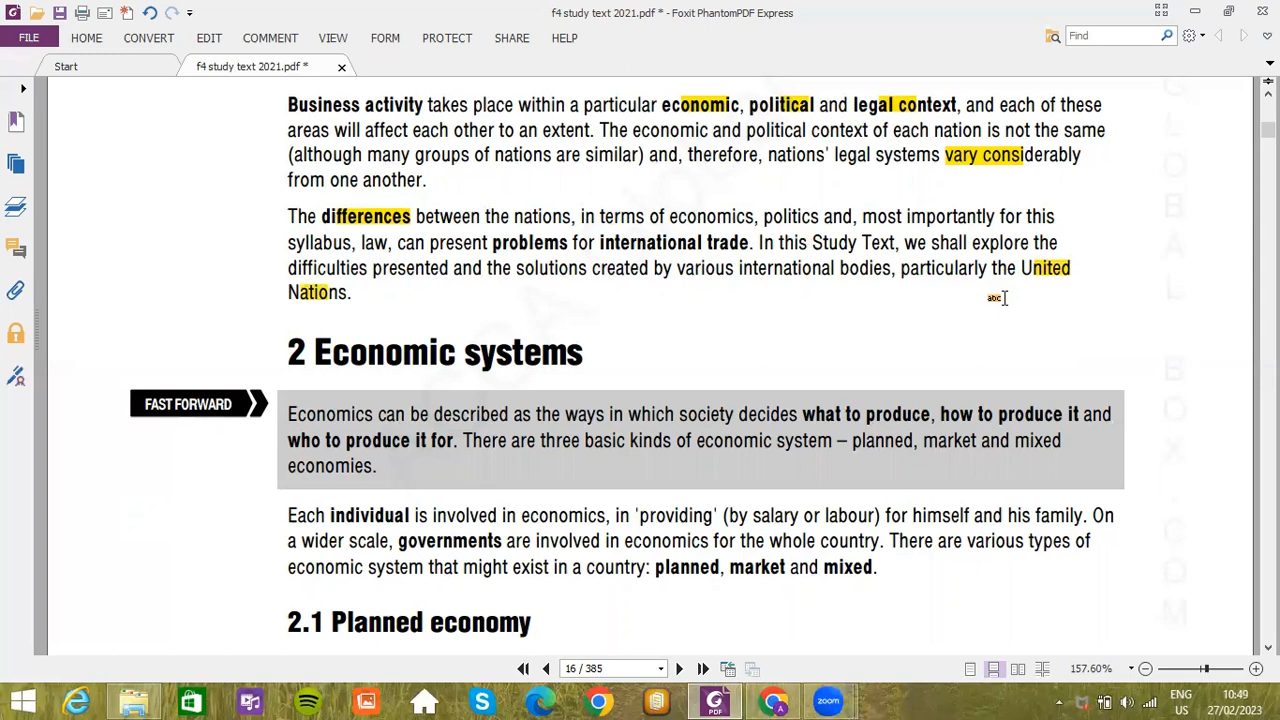 f4 study text 2021.pdf * - Foxit PhantomPDF Express
FILE HOME CONVERT EDIT COMMENT VIEW FORM PROTECT SHARE HELP
Find
Start
f4 study text 2021.pdf *
Business activity takes place within a particular economic, political and legal context, and each of these
areas will affect each other to an extent. The economic and political context of each nation is not the same
(although many groups of nations are similar) and, therefore, nations' legal systems vary considerably
from one another.
The differences between the nations, in terms of economics, politics and, most importantly for this
syllabus, law, can present problems for international trade. In this Study Text, we shall explore the
difficulties presented and the solutions created by various international bodies, particularly the United
Nations.
abc
2 Economic systems
FAST FORWARD
Economics can be described as the ways in which society decides what to produce, how to produce it and
who to produce it for. There are three basic kinds of economic system – planned, market and mixed
economies.
Each individual is involved in economics, in 'providing' (by salary or labour) for himself and his family. On
a wider scale, governments are involved in economics for the whole country. There are various types of
economic system that might exist in a country: planned, market and mixed.
2.1 Planned economy
16 / 385
157.60%
PDF
zoom
ENG
US
10:49
27/02/2023